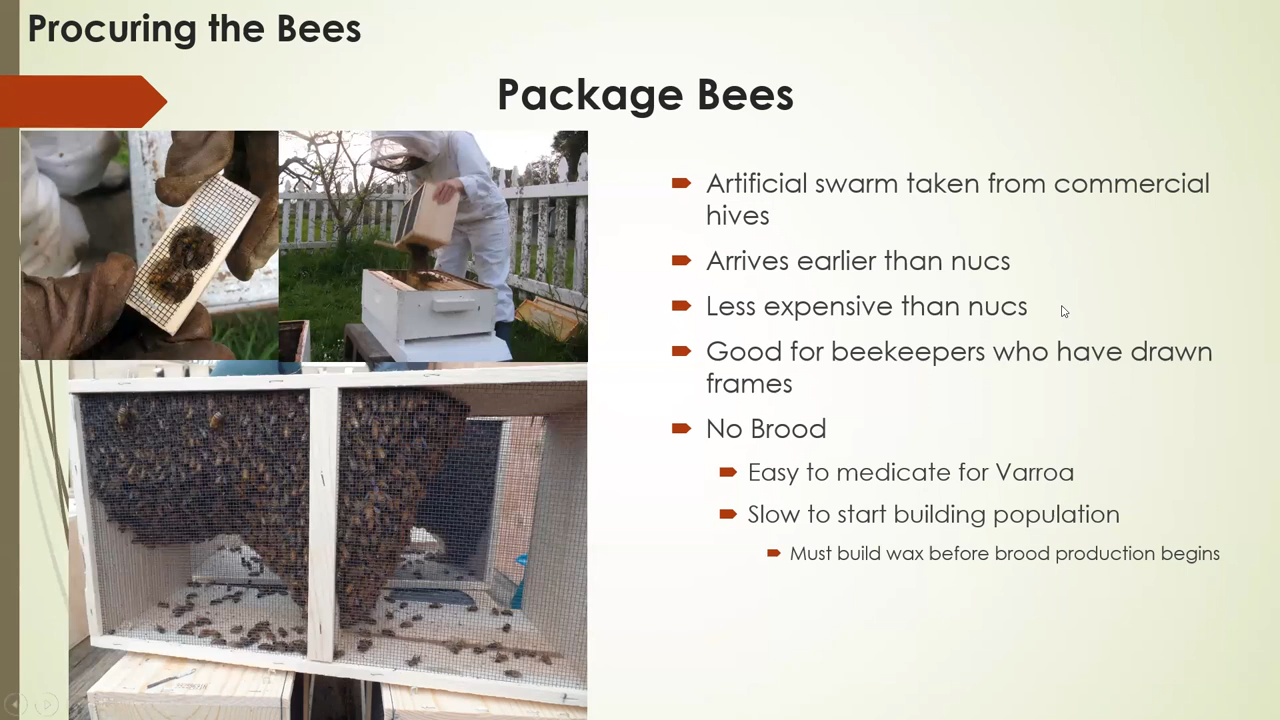 Procuring the Bees
Package Bees
Artificial swarm taken from commercial
hives
Arrives earlier than nucs
Less expensive than nucs
Good for beekeepers who have drawn
frames
No Brood
Easy to medicate for Varroa
Slow to start building population
Must build wax before brood production begins